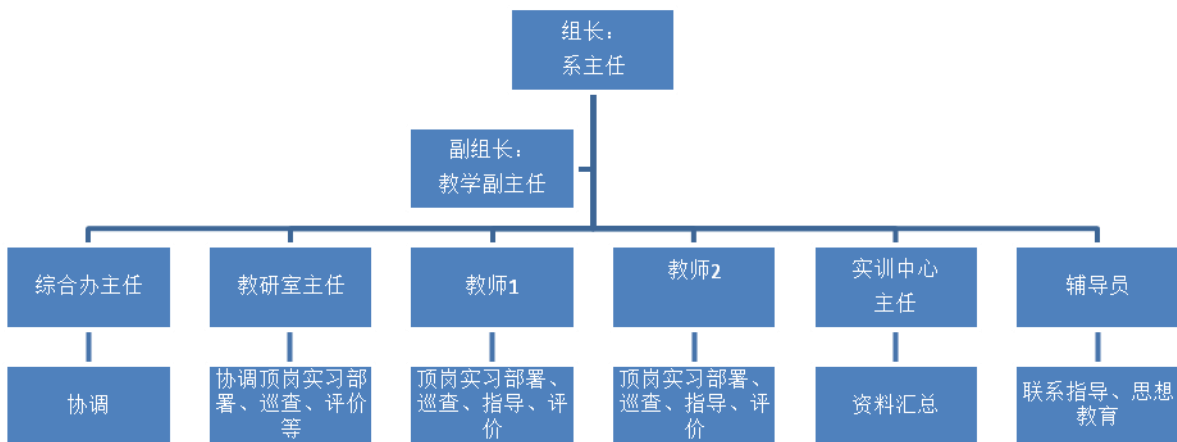 组长：
系主任
副组长：
教学副主任
综合办主任
教研室主任
教师1
教师2
实训中心
主任
辅导员
协调
协调顶岗实习部
署、巡查、评价
等
顶岗实习部署、
巡查、指导、评
价
顶岗实习部署、
巡查、指导、评
价
资料汇总
联系指导、思想
教育